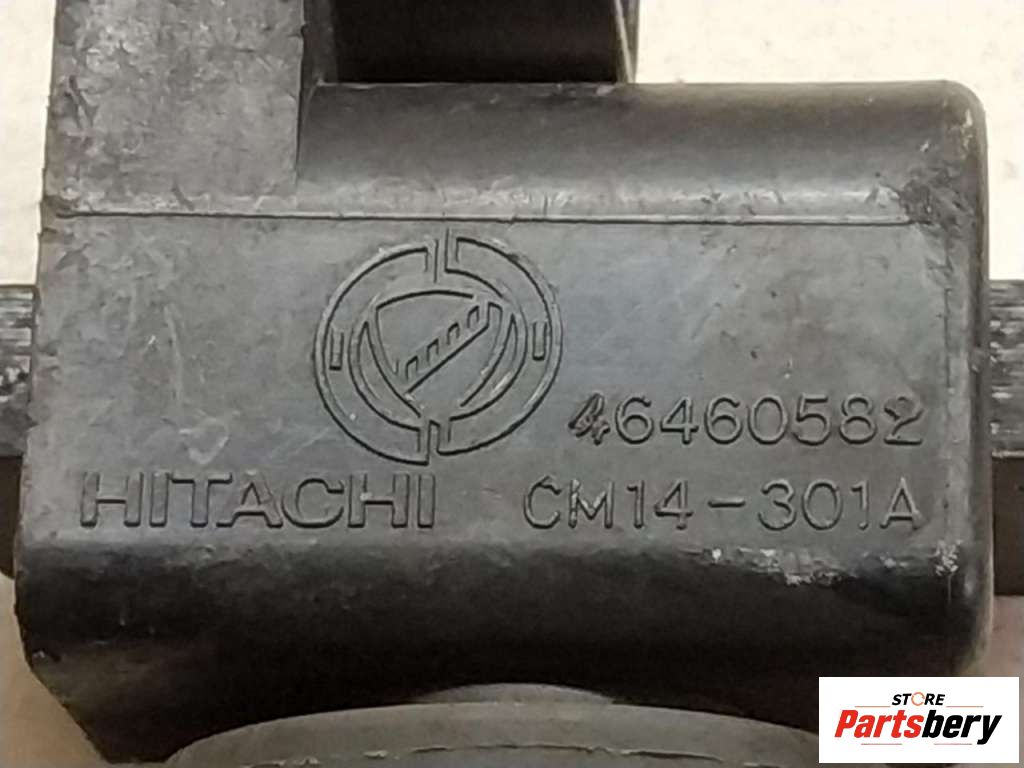 46460582
HITACHI CM14-301A
STORE
Partsbery